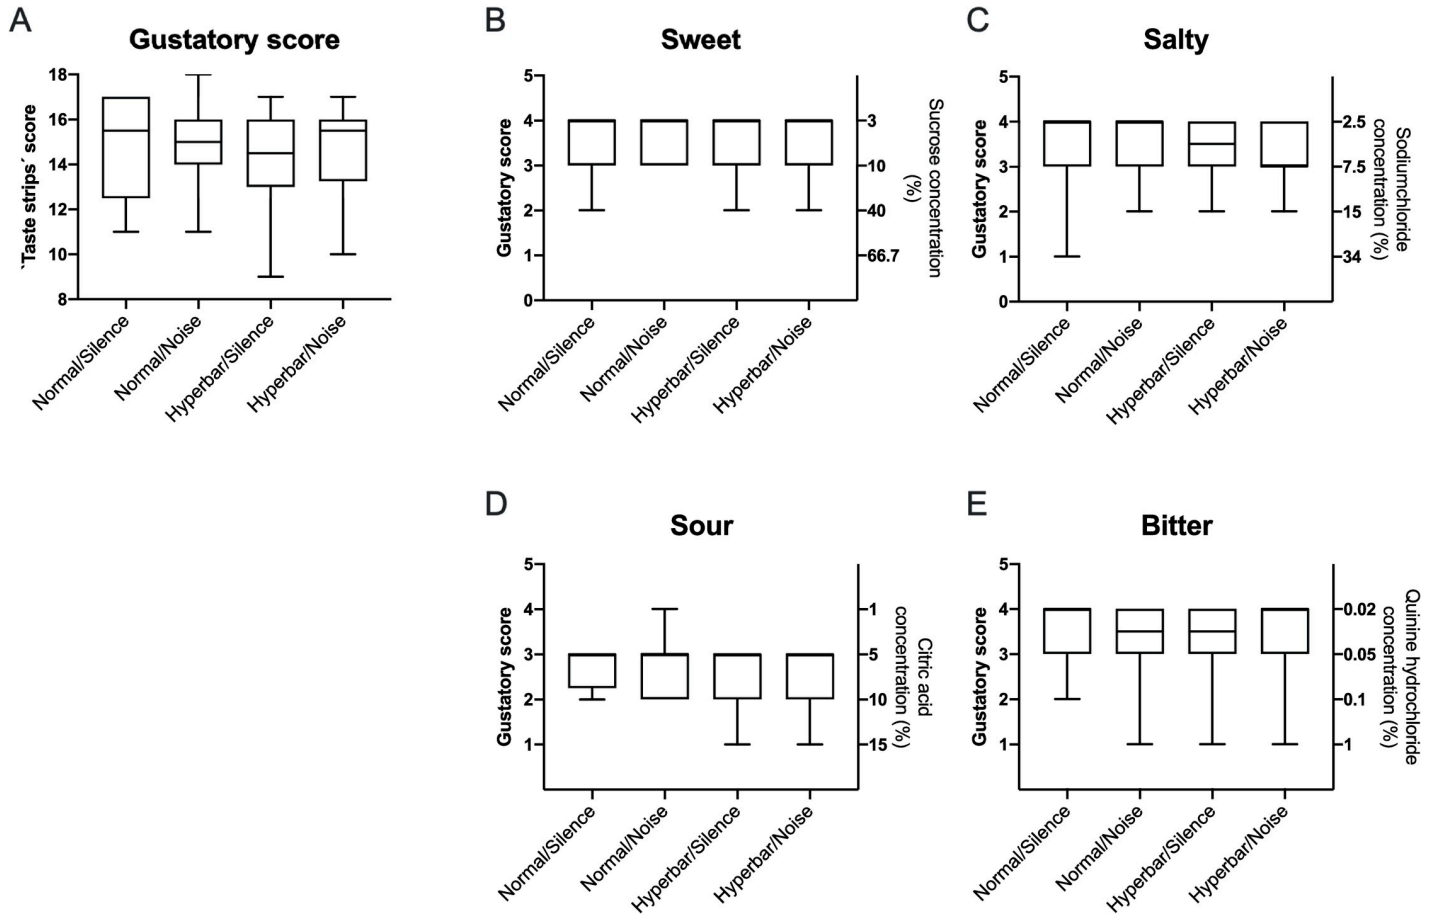 A
Gustatory score
`Taste strips´ score
18
16
14
12
10
8
Normal/Silence
Normal/Noise
Hyperbar/Silence
Hyperbar/Noise
B
Sweet
Gustatory score
5
4
3
2
1
0
3
10
40
66.7
Sucrose concentration
(%)
Normal/Silence
Normal/Noise
Hyperbar/Silence
Hyperbar/Noise
C
Salty
Gustatory score
5
4
3
2
1
0
2.5
7.5
15
34
Sodiumchloride
concentration (%)
Normal/Silence
Normal/Noise
Hyperbar/Silence
Hyperbar/Noise
D
Sour
Gustatory score
5
4
3
2
1
1
5
10
15
Citric acid
concentration (%)
Normal/Silence
Normal/Noise
Hyperbar/Silence
Hyperbar/Noise
E
Bitter
Gustatory score
5
4
3
2
1
0.02
0.05
0.1
1
Quinine hydrochloride
concentration (%)
Normal/Silence
Normal/Noise
Hyperbar/Silence
Hyperbar/Noise